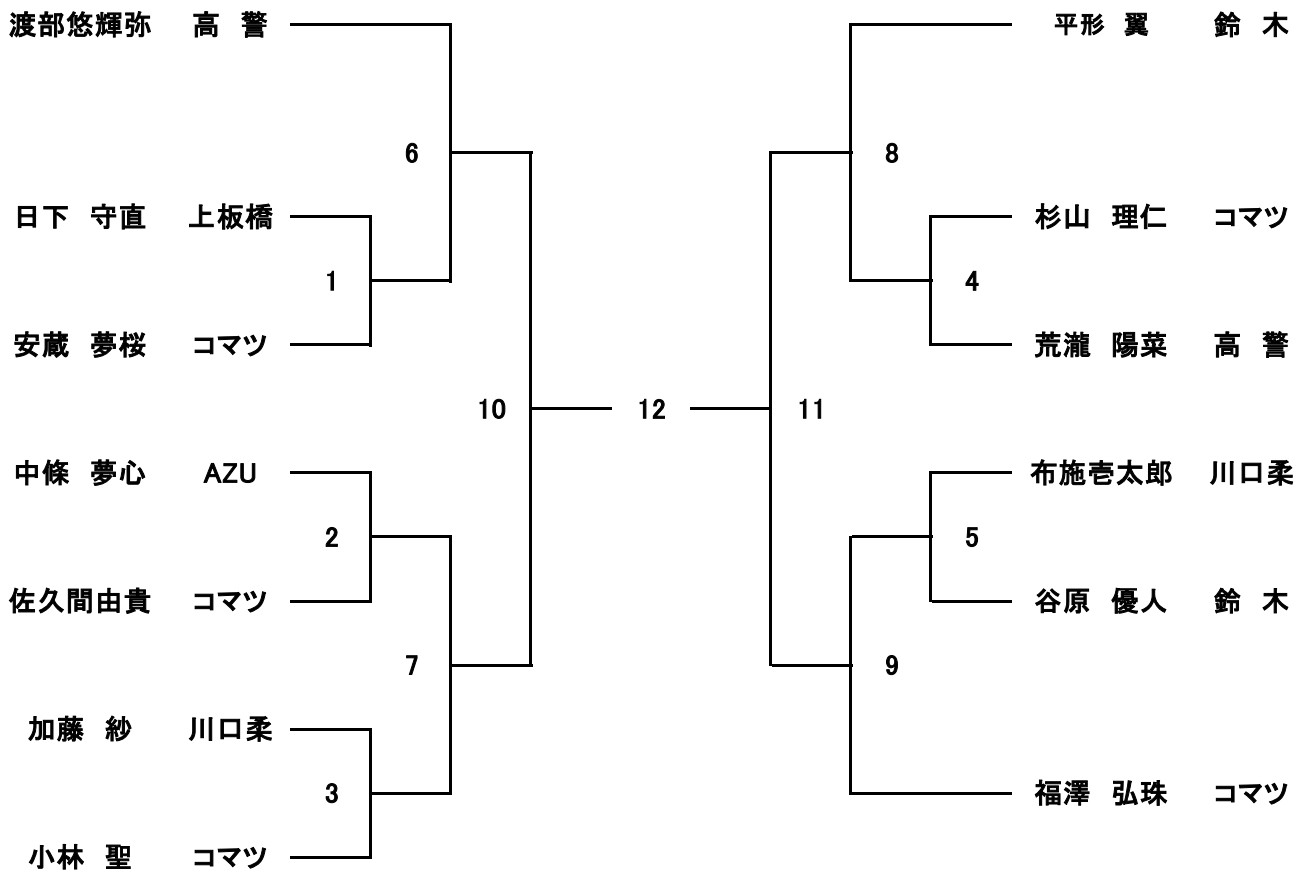 渡部悠輝弥 高 警 平形 翼 鈴 木
6 8
日下 守直 上板橋 杉山 理仁 コマツ
1 4
安蔵 夢桜 コマツ 荒瀧 陽菜 高 警
10 12 11
中條 夢心 AZU 布施壱太郎 川口柔
2 5
佐久間由貴 コマツ 谷原 優人 鈴 木
7 9
加藤 紗 川口柔
3 福澤 弘珠 コマツ
小林 聖 コマツ